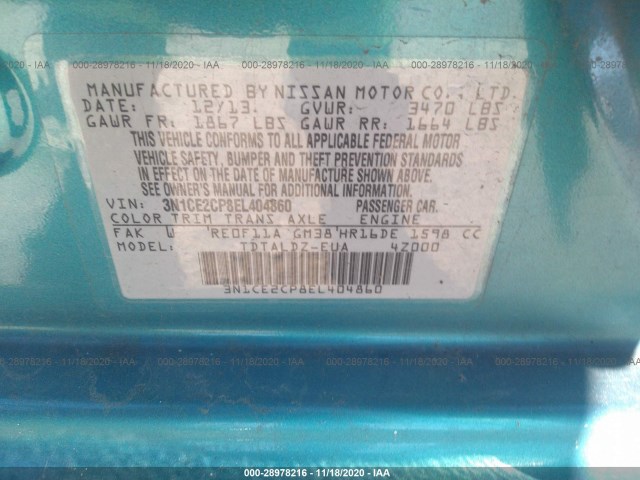 000-28978216 - 11/18/2020 - IAA
MANUFACTURED BY NISSAN MOTOR CO., LTD.
DATE: 12/13. GVWR: 3470 LBS
GAWR FR: 1867 LBS GAWR RR: 1664 LBS
THIS VEHICLE CONFORMS TO ALL APPLICABLE FEDERAL MOTOR
VEHICLE SAFETY, BUMPER AND THEFT PREVENTION STANDARDS
IN EFFECT ON THE DATE OF MANUFACTURE SHOWN ABOVE.
SEE OWNER'S MANUAL FOR ADDITIONAL INFORMATION.
VIN: 3N1CE2CP8EL404860 PASSENGER CAR.
COLOR TRIM TRANS AXLE ENGINE
FAK W RE0F11A GM38 HR16DE 1598 CC
MODEL: TDTALDZ-EUA 4Z000
3N1CE2CP8EL404860
000-28978216 - 11/18/2020 - IAA